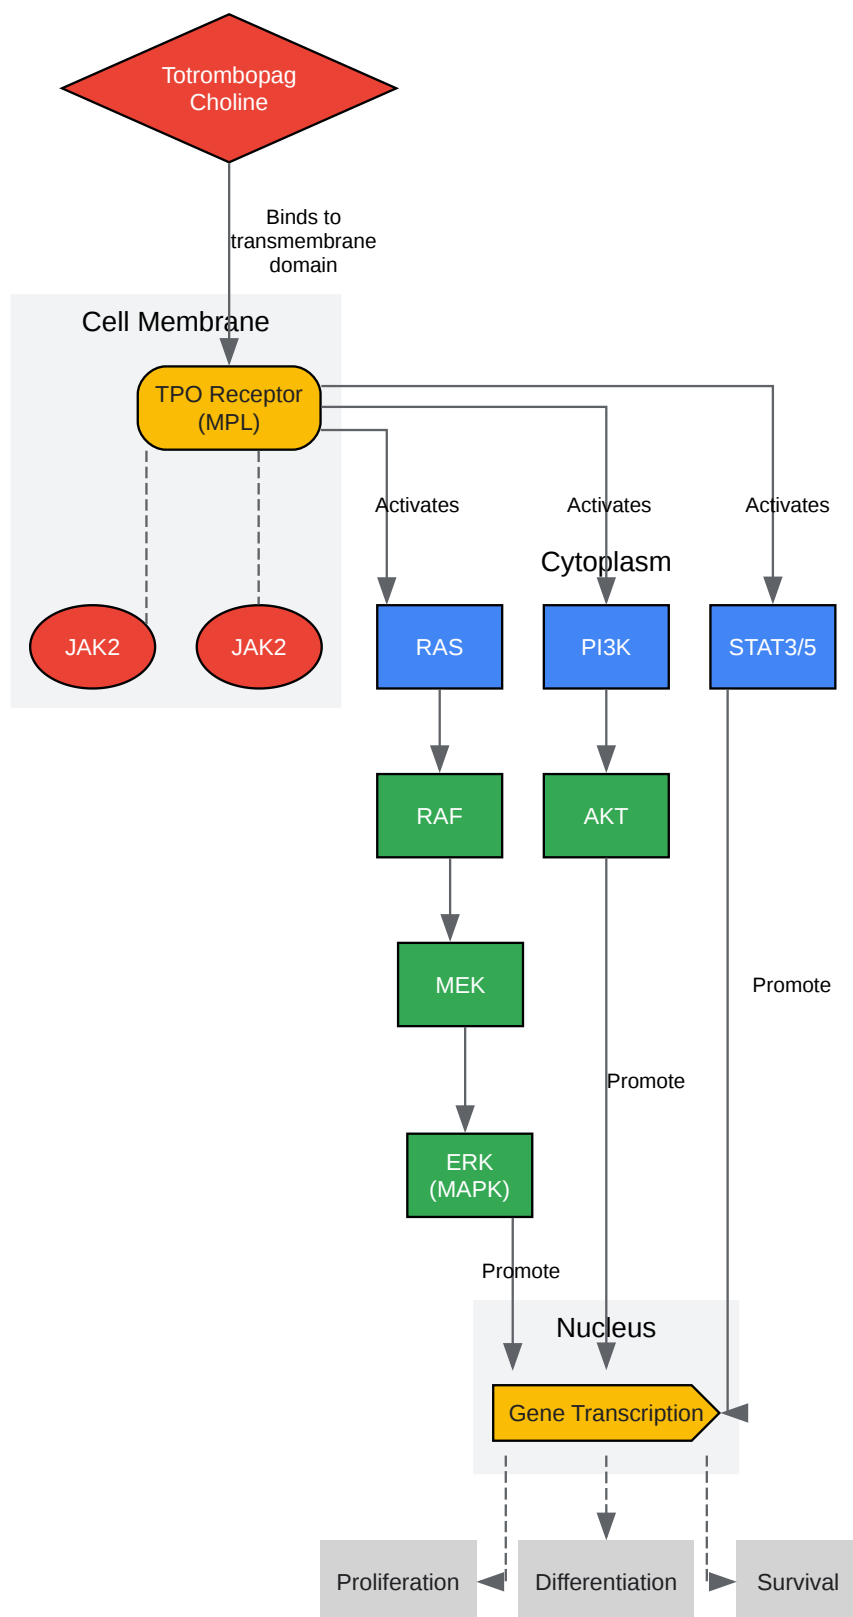 Totrombopag
Choline
Binds to
transmembrane
domain
Cell Membrane
TPO Receptor
(MPL)
Activates
Activates
Activates
Cytoplasm
JAK2
JAK2
RAS
PI3K
STAT3/5
RAF
AKT
MEK
Promote
Promote
ERK
(MAPK)
Promote
Nucleus
Gene Transcription
Proliferation
Differentiation
Survival